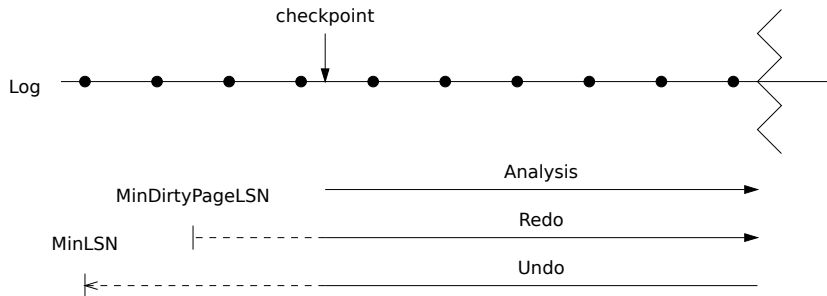 checkpoint
Log
Analysis
MinDirtyPageLSN
Redo
MinLSN
Undo